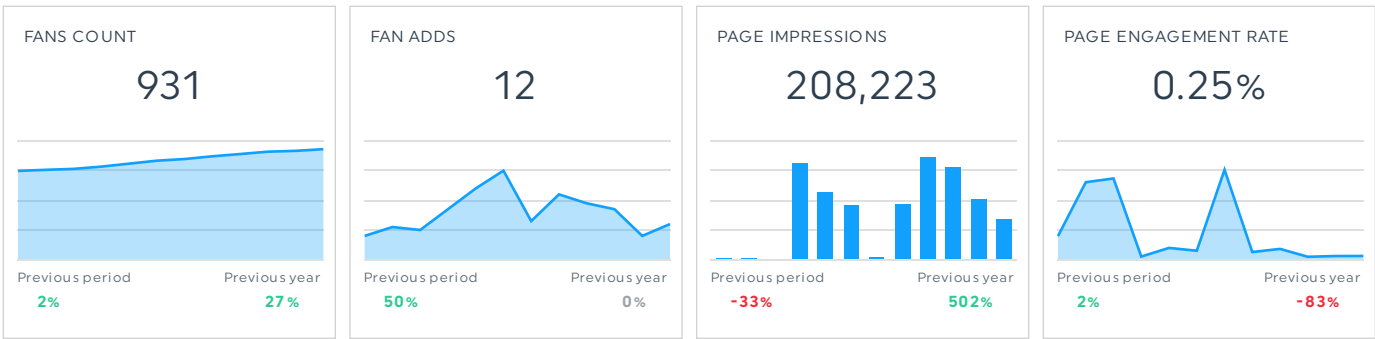 FANS COUNT
931
Previous period
Previous year
2%
27%
FAN ADDS
12
Previous period
Previous year
50%
0%
PAGE IMPRESSIONS
208,223
Previous period
Previous year
-33%
502%
PAGE ENGAGEMENT RATE
0.25%
Previous period
Previous year
2%
-83%